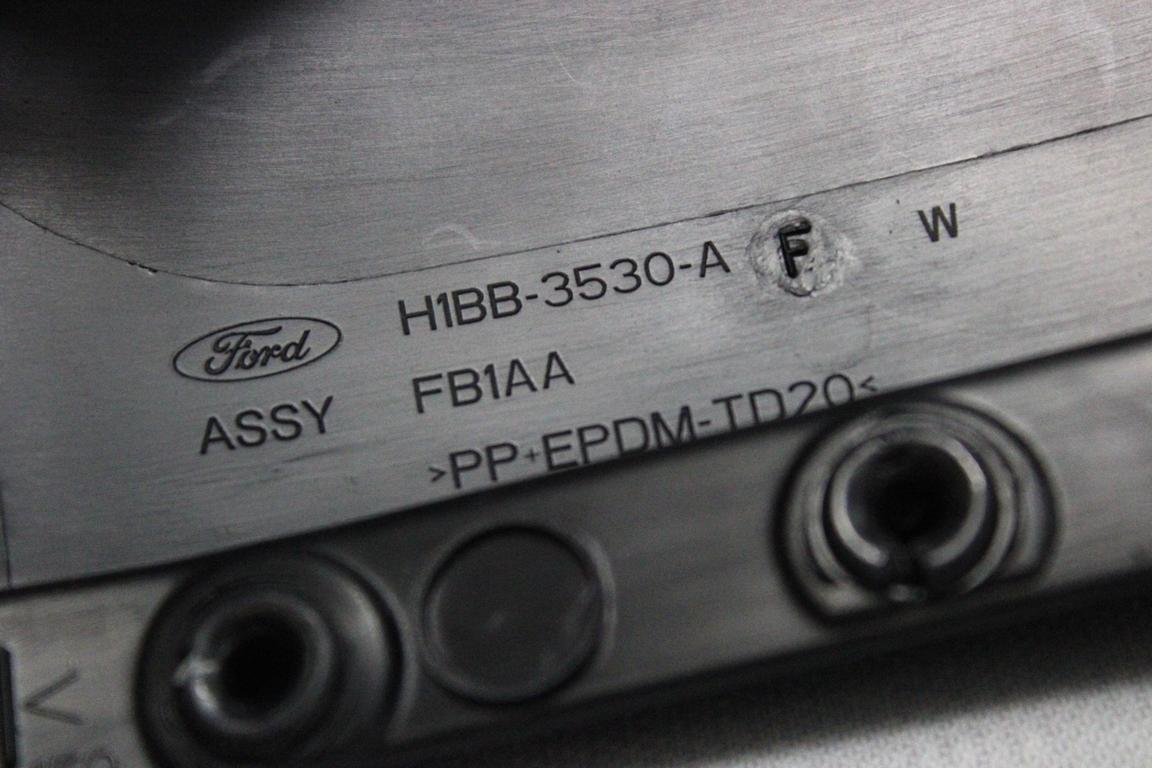 H1BB-3530-A F W
Ford
ASSY FB1AA
>PP+EPDM-TD20<